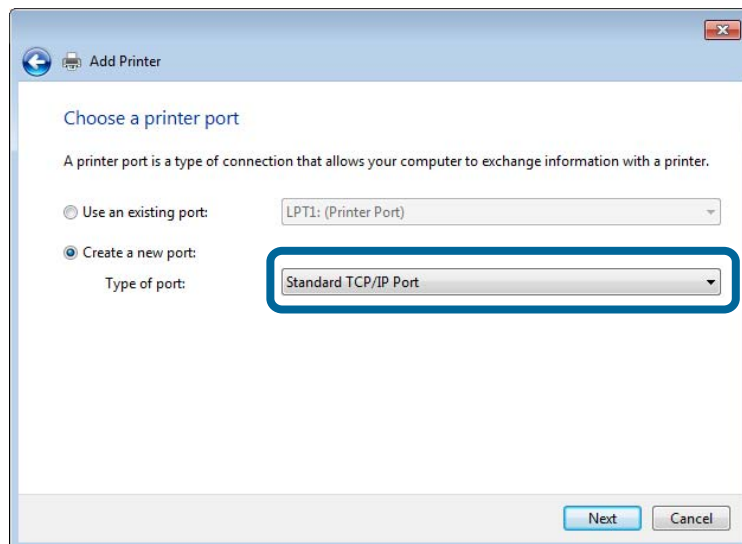 Add Printer
Choose a printer port
A printer port is a type of connection that allows your computer to exchange information with a printer.
Use an existing port: LPT1: (Printer Port)
Create a new port:
Type of port: Standard TCP/IP Port
Next Cancel